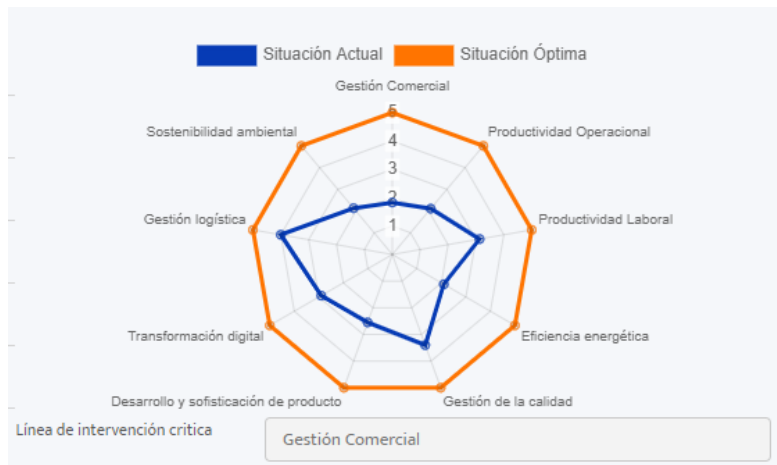 Situación Actual
Situación Óptima
Gestión Comercial
5
Sostenibilidad ambiental
Productividad Operacional
4
3
2
Gestión logística
Productividad Laboral
1
Transformación digital
Eficiencia energética
Desarrollo y sofisticación de producto
Gestión de la calidad
Línea de intervención critica
Gestión Comercial